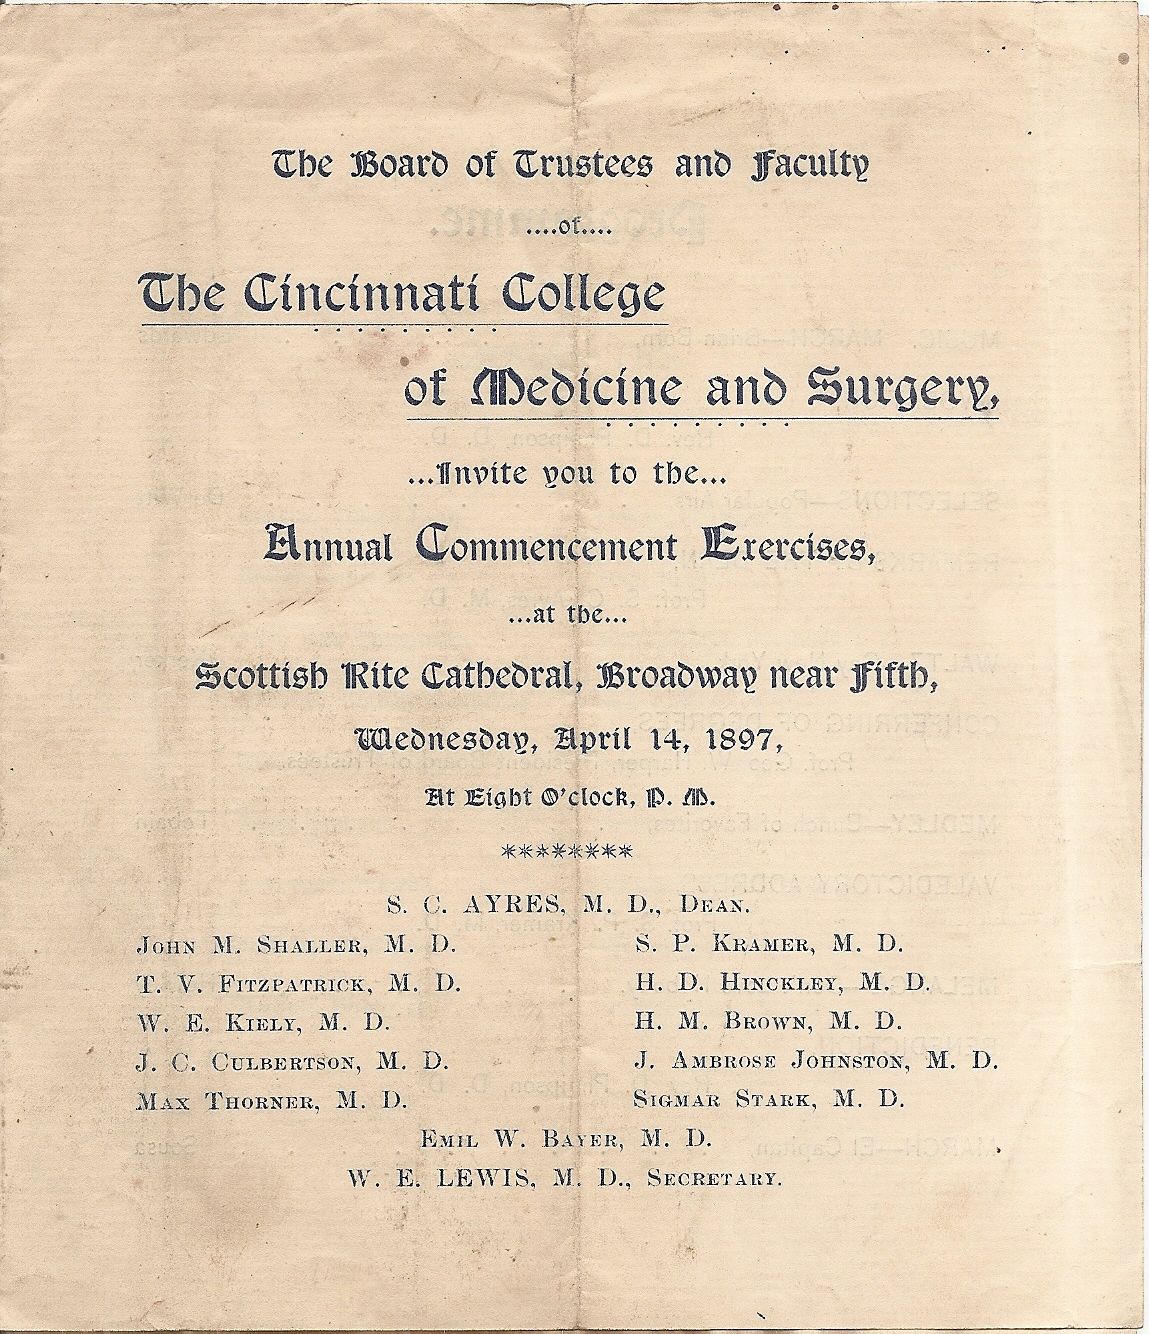 The Board of Trustees and Faculty
....of....
The Cincinnati College
of Medicine and Surgery,
...Invite you to the...
Annual Commencement Exercises,
...at the...
Scottish Rite Cathedral, Broadway near Fifth,
Wednesday, April 14, 1897,
At Eight O'clock, P. M.
********
S. C. AYRES, M. D., DEAN.
JOHN M. SHALLER, M. D. S. P. KRAMER, M. D.
T. V. FITZPATRICK, M. D. H. D. HINCKLEY, M. D.
W. E. KIELY, M. D. H. M. BROWN, M. D.
J. C. CULBERTSON, M. D. J. AMBROSE JOHNSTON, M. D.
MAX THORNER, M. D. SIGMAR STARK, M. D.
EMIL W. BAYER, M. D.
W. E. LEWIS, M. D., SECRETARY.